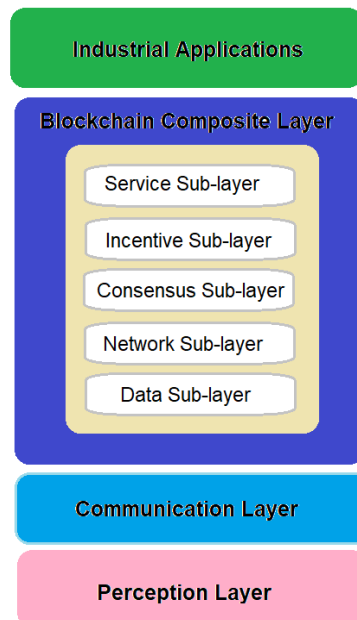 Industrial Applications
Blockchain Composite Layer
Service Sub-layer
Incentive Sub-layer
Consensus Sub-layer
Network Sub-layer
Data Sub-layer
Communication Layer
Perception Layer